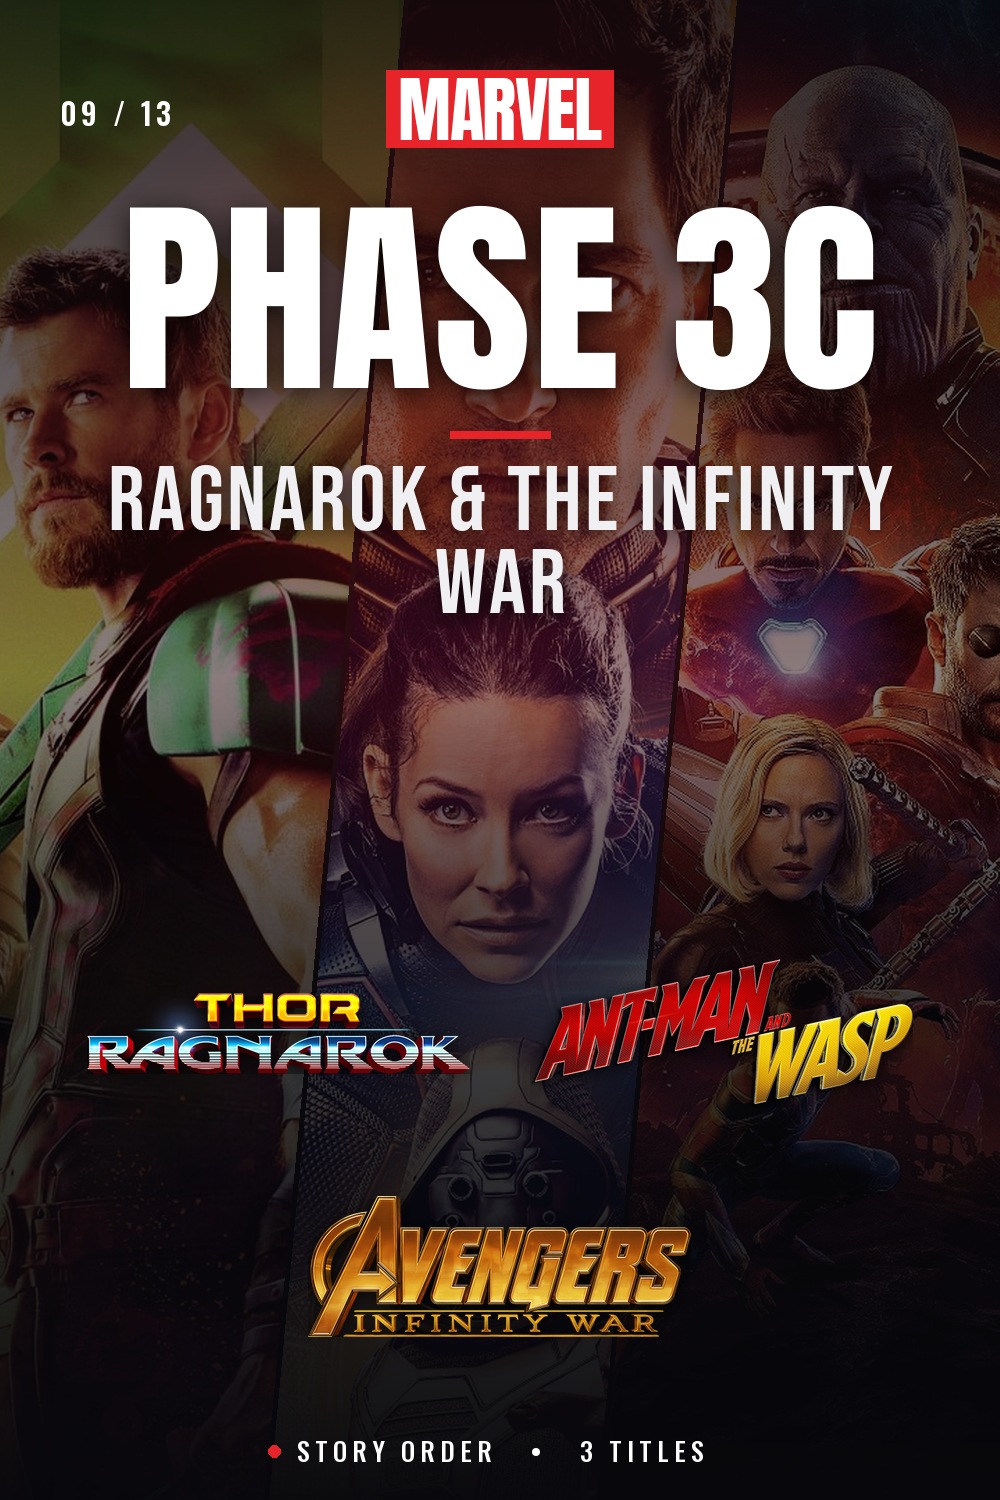 09 / 13
MARVEL
PHASE 3C
RAGNAROK & THE INFINITY
WAR
THOR
RAGNAROK
ANT-MAN
AND
THE WASP
AVENGERS
INFINITY WAR
STORY ORDER • 3 TITLES